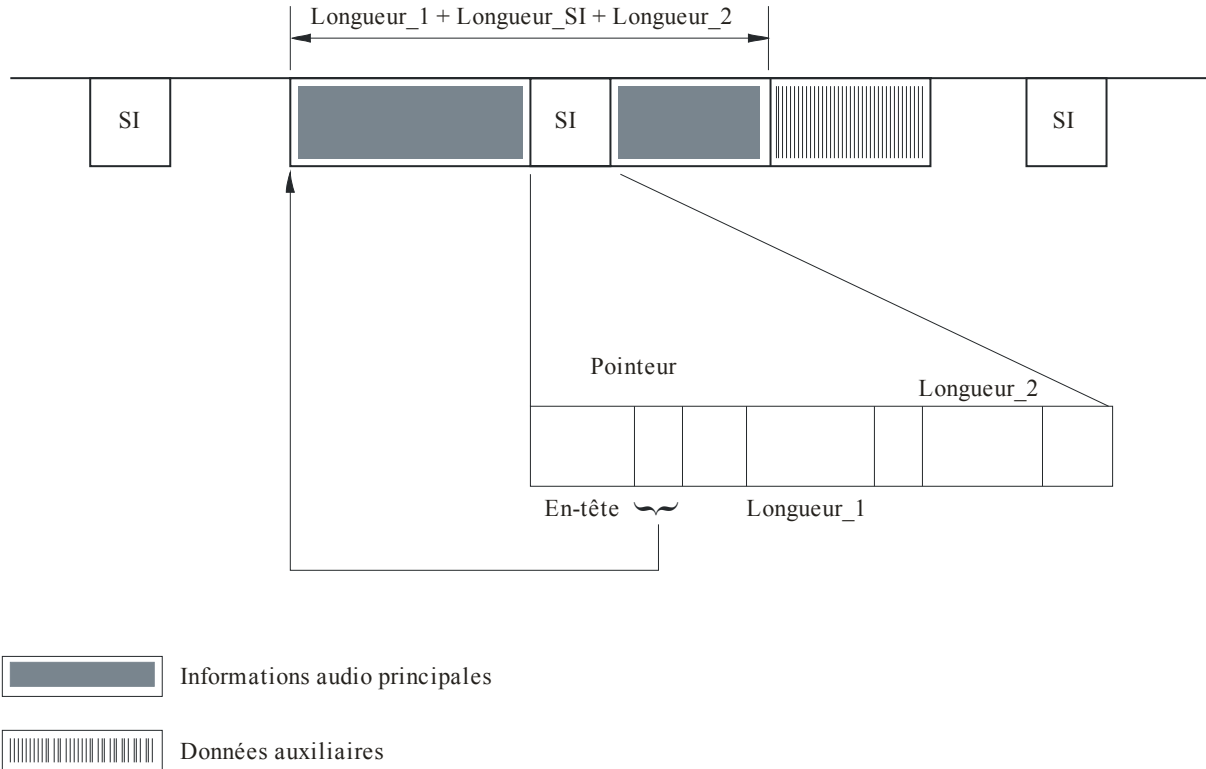 Longueur_1 + Longueur_SI + Longueur_2
SI
SI
SI
Pointeur
Longueur_2
En-tête
Longueur_1
Informations audio principales
Données auxiliaires